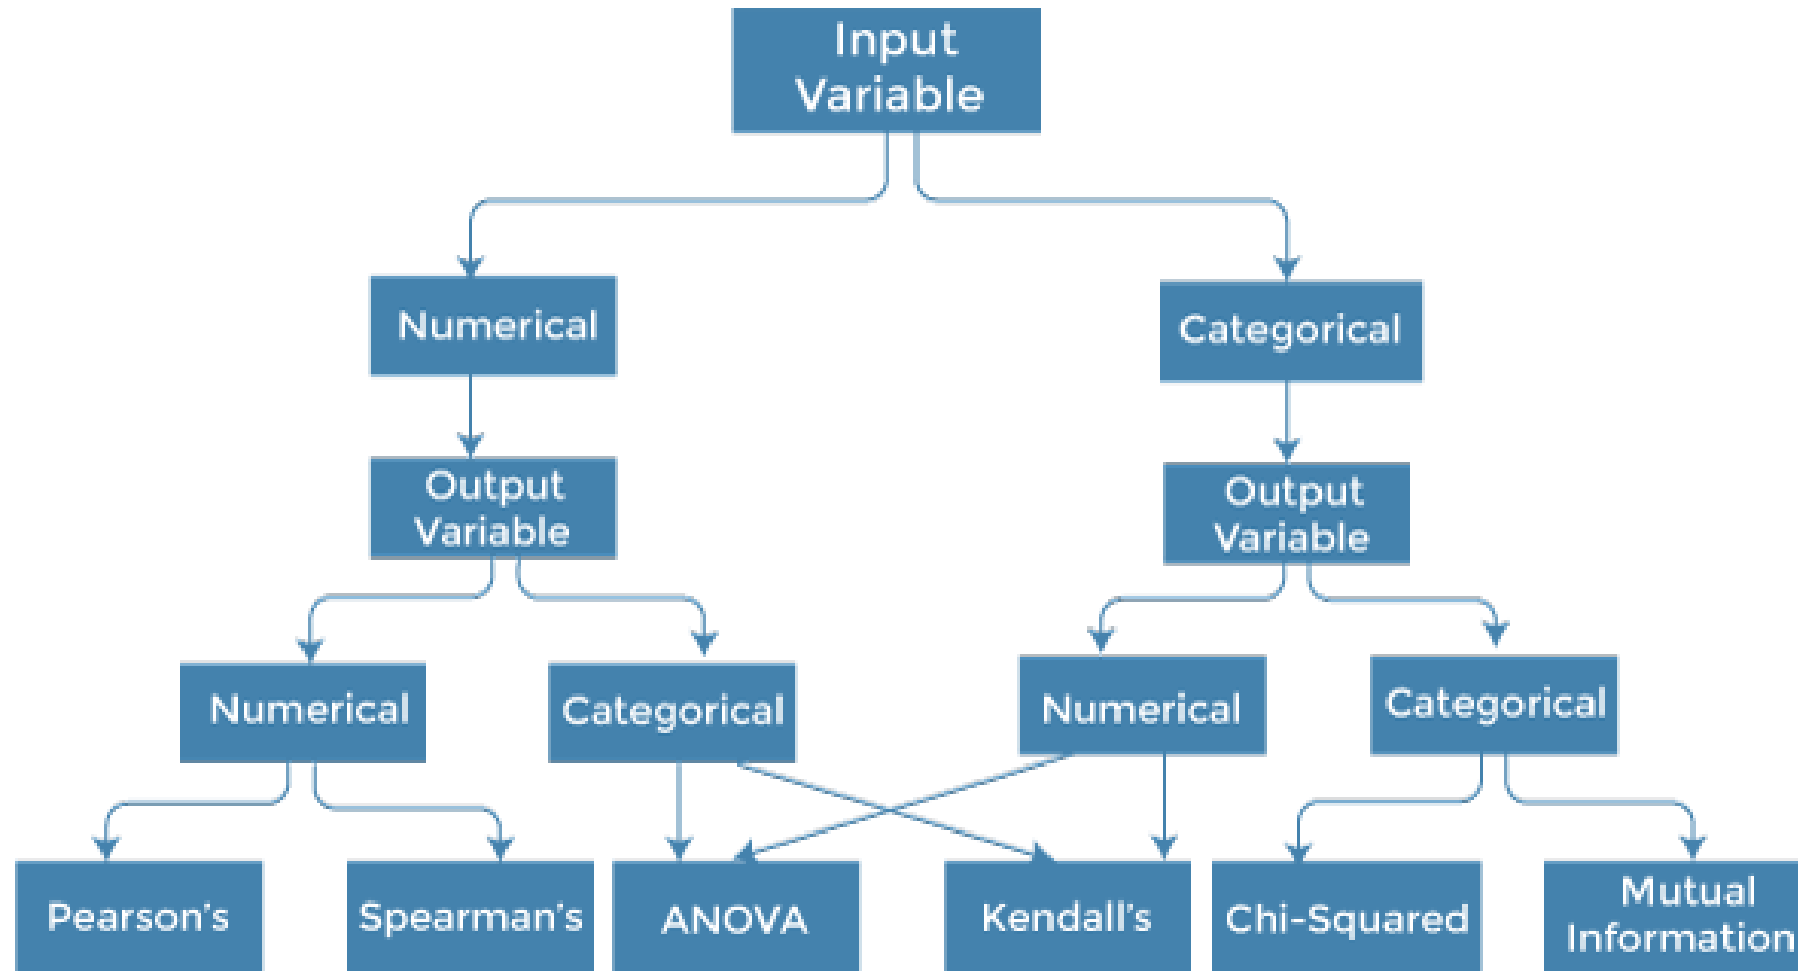 Input
Variable
Numerical
Categorical
Output
Variable
Output
Variable
Numerical
Categorical
Numerical
Categorical
Pearson's
Spearman's
ANOVA
Kendall's
Chi-Squared
Mutual
Information